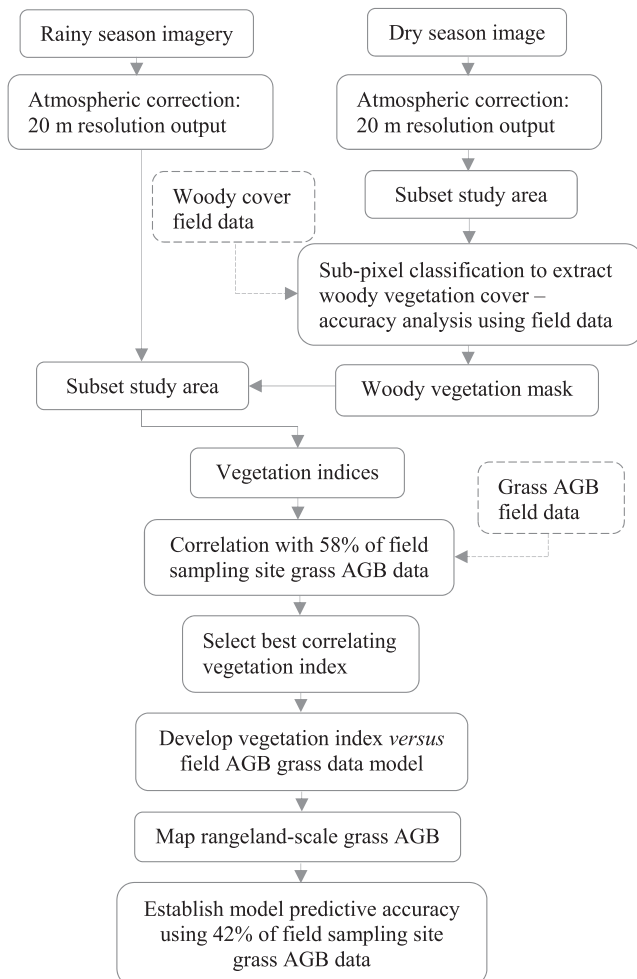 Rainy season imagery
Dry season image
Atmospheric correction:
20 m resolution output
Atmospheric correction:
20 m resolution output
Woody cover
field data
Subset study area
Sub-pixel classification to extract
woody vegetation cover –
accuracy analysis using field data
Subset study area
Woody vegetation mask
Vegetation indices
Grass AGB
field data
Correlation with 58% of field
sampling site grass AGB data
Select best correlating
vegetation index
Develop vegetation index versus
field AGB grass data model
Map rangeland-scale grass AGB
Establish model predictive accuracy
using 42% of field sampling site
grass AGB data